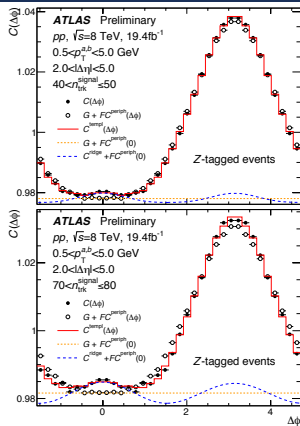 C(Δφ)
1.04
1.02
1
0.98
ATLAS Preliminary
pp, √s=8 TeV, 19.4fb⁻¹
0.5<p_T^{a,b}<5.0 GeV
2.0<|Δη|<5.0
40<n_trk^signal≤50
C(Δφ)
G + FC^periph(Δφ)
C^templ(Δφ)
G + FC^periph(0)
C^ridge+FC^periph(0)
Z-tagged events
C(Δφ)
1.02
1
0.98
ATLAS Preliminary
pp, √s=8 TeV, 19.4fb⁻¹
0.5<p_T^{a,b}<5.0 GeV
2.0<|Δη|<5.0
70<n_trk^signal≤80
C(Δφ)
G + FC^periph(Δφ)
C^templ(Δφ)
G + FC^periph(0)
C^ridge+FC^periph(0)
Z-tagged events
0 2 4 Δφ